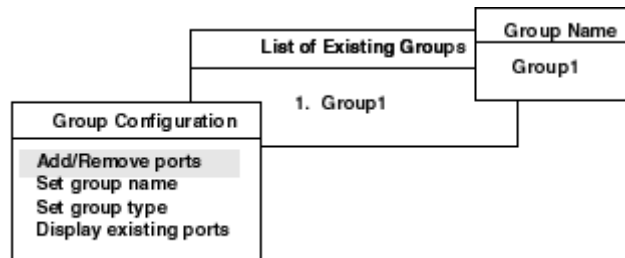 Group Name
Group1
List of Existing Groups
1. Group1
Group Configuration
Add/Remove ports
Set group name
Set group type
Display existing ports